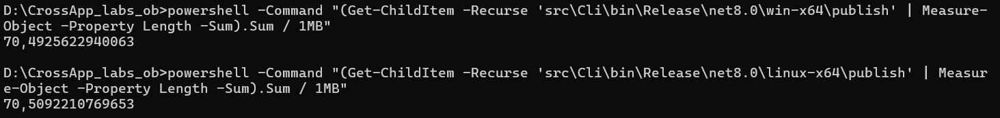 D:\CrossApp_labs_ob>powershell -Command "(Get-ChildItem -Recurse 'src\Cli\bin\Release\net8.0\win-x64\publish' | Measure-
Object -Property Length -Sum).Sum / 1MB"
70,4925622940063
D:\CrossApp_labs_ob>powershell -Command "(Get-ChildItem -Recurse 'src\Cli\bin\Release\net8.0\linux-x64\publish' | Measur
e-Object -Property Length -Sum).Sum / 1MB"
70,5092210769653